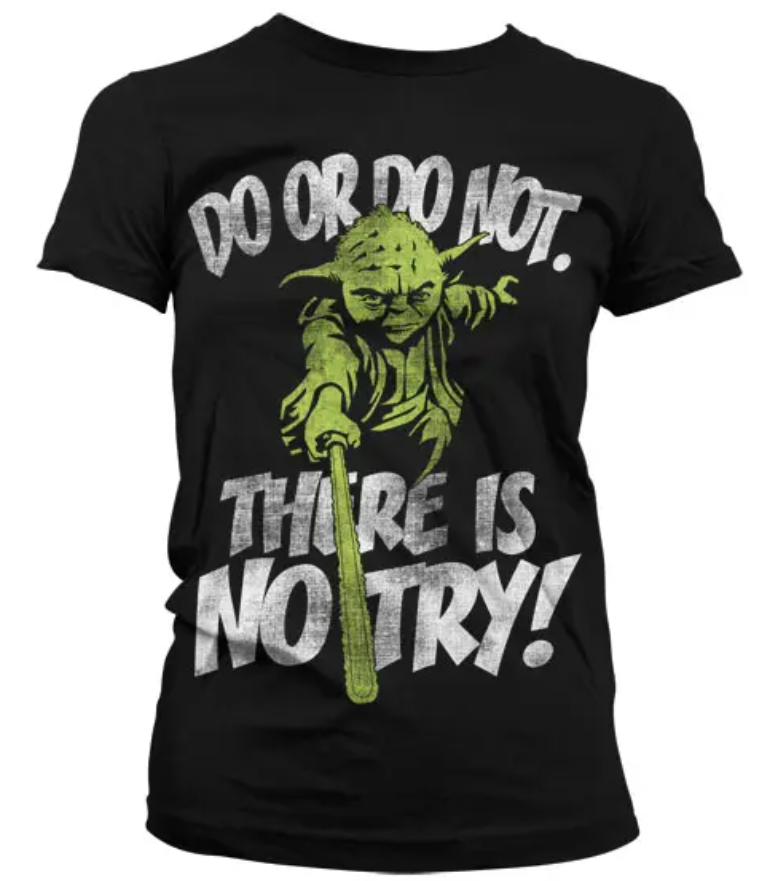 DO OR DO NOT.
THERE IS
NO TRY!